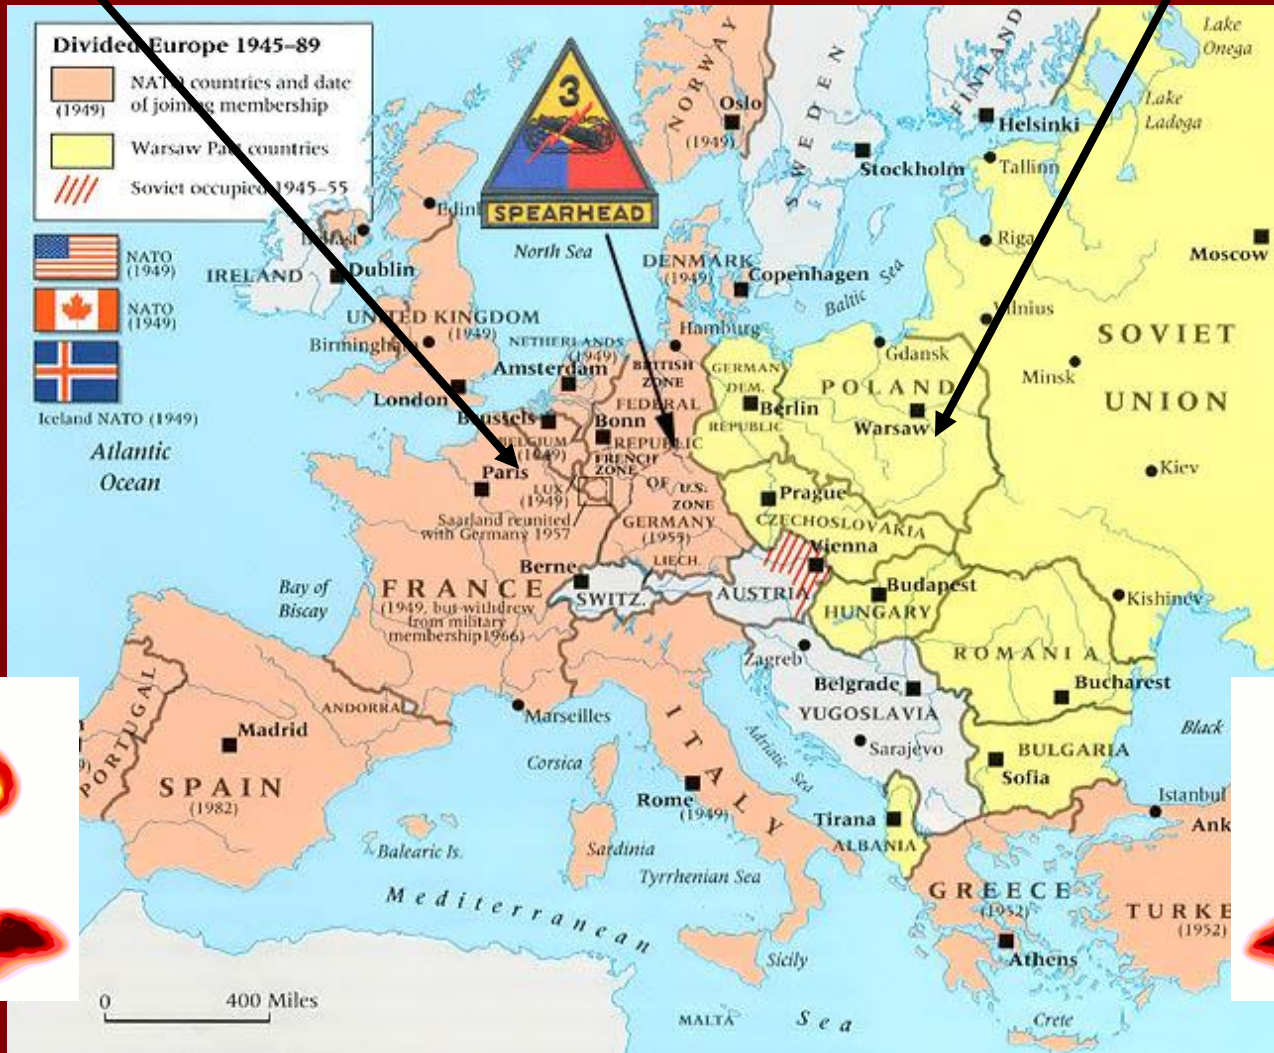 Divided Europe 1945–89
NATO countries and date
of joining membership
(1949)
Warsaw Pact countries
Soviet occupied 1945–55
NATO
(1949)
NATO
(1949)
Iceland NATO (1949)
3
SPEARHEAD
NORWAY
Oslo
(1949)
SWEDEN
Stockholm
FINLAND
Helsinki
Lake
Onega
Lake
Ladoga
Tallinn
Riga
Moscow
Vilnius
SOVIET
UNION
Minsk
Kiev
Kishinev
North Sea
Baltic Sea
DENMARK
(1949)
Copenhagen
IRELAND
Dublin
Belfast
UNITED KINGDOM
(1949)
Birmingham
London
NETHERLANDS
(1949)
Amsterdam
Brussels
BELGIUM
(1949)
LUX
(1949)
Hamburg
BRITISH
ZONE
FEDERAL
REPUBLIC
OF
GERMANY
(1955)
Bonn
FRENCH
ZONE
U.S.
ZONE
Saarland reunited
with Germany 1957
GERMAN
DEM.
REPUBLIC
Berlin
POLAND
Gdansk
Warsaw
Prague
CZECHOSLOVAKIA
Vienna
AUSTRIA
LIECH.
Berne
SWITZ.
Budapest
HUNGARY
ROMANIA
Bucharest
Zagreb
Belgrade
YUGOSLAVIA
Sarajevo
BULGARIA
Sofia
Black
Istanbul
Ank
TURKE
(1952)
Tirana
ALBANIA
GREECE
(1952)
Athens
Crete
Atlantic
Ocean
Paris
FRANCE
(1949, but withdrew
from military
membership1966)
Bay of
Biscay
Marseilles
ANDORRA
PORTUGAL
Madrid
SPAIN
(1982)
Balearic Is.
Corsica
Sardinia
ITALY
Rome
(1949)
Adriatic Sea
Tyrrhenian Sea
Sicily
MALTA
Mediterranean
Sea
0 400 Miles